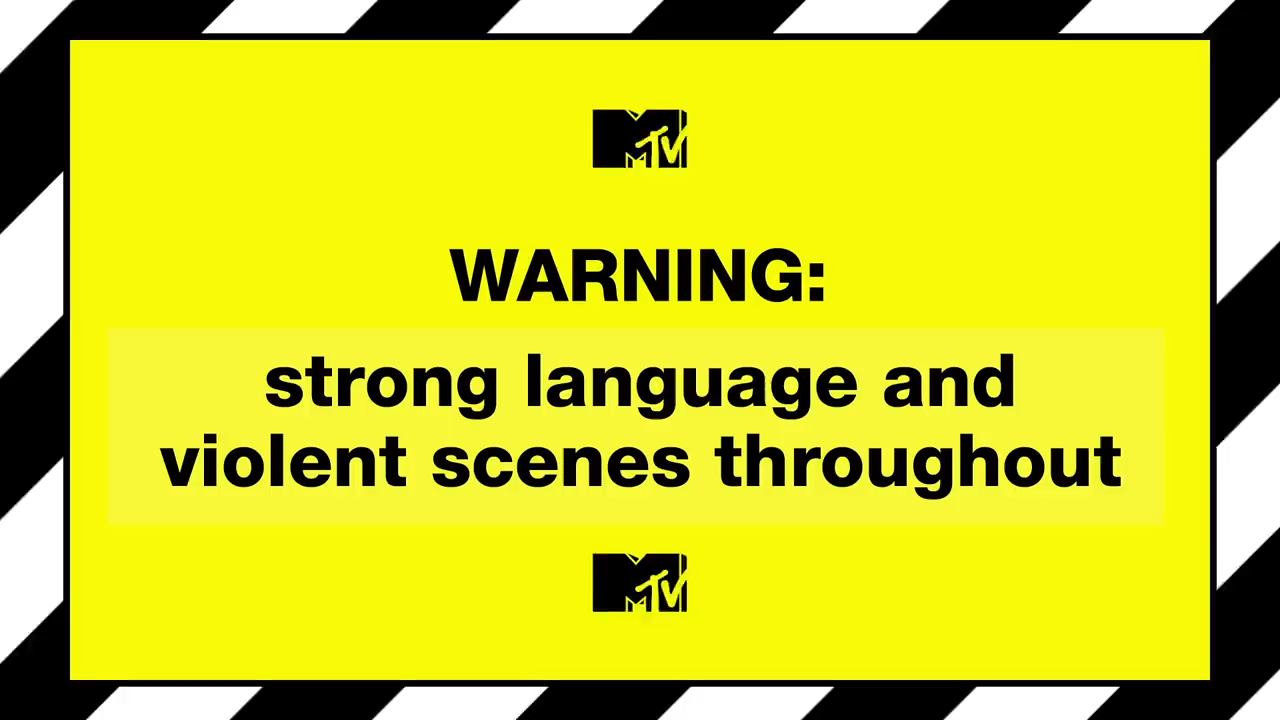 MTV
WARNING:
strong language and
violent scenes throughout
MTV